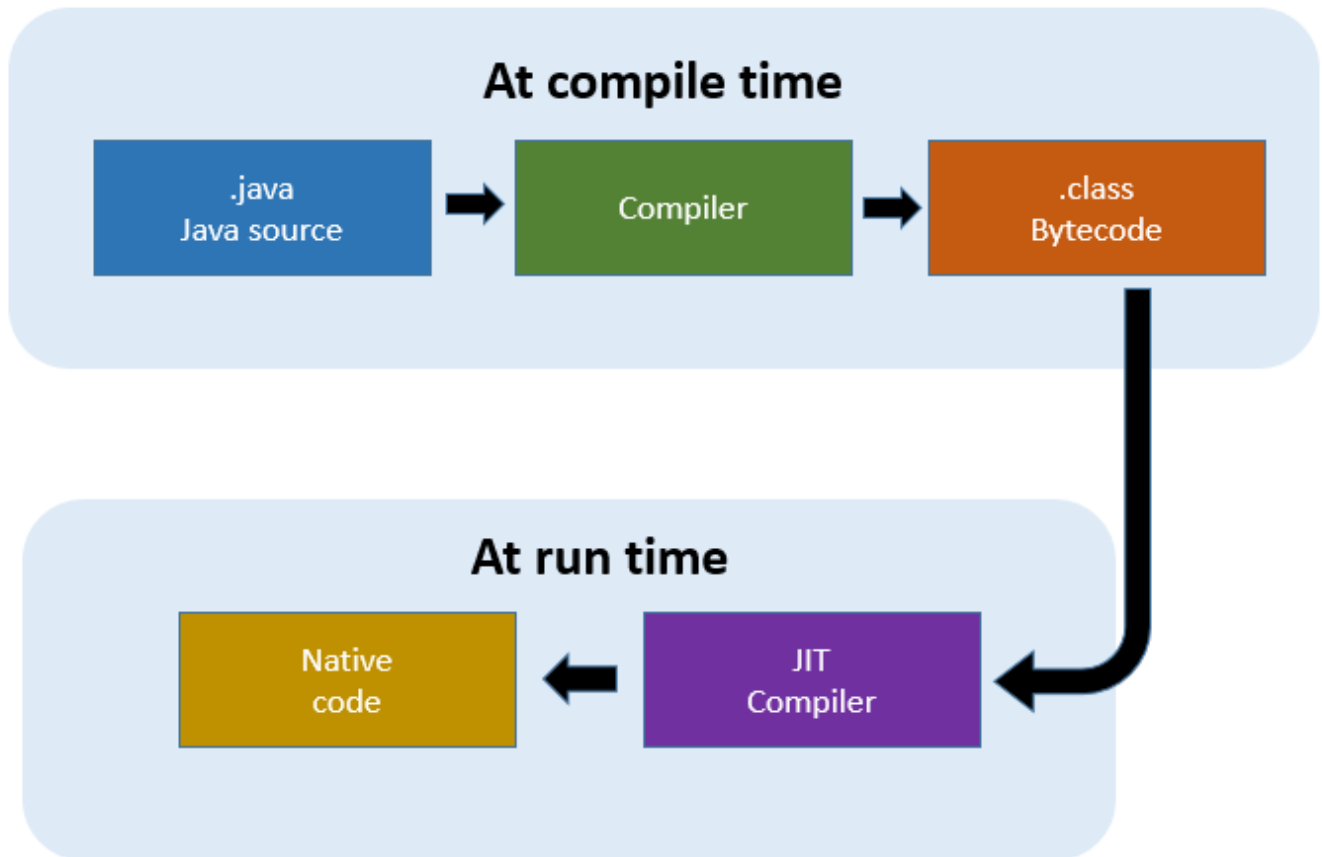 At compile time
.java
Java source
Compiler
.class
Bytecode
At run time
Native
code
JIT
Compiler